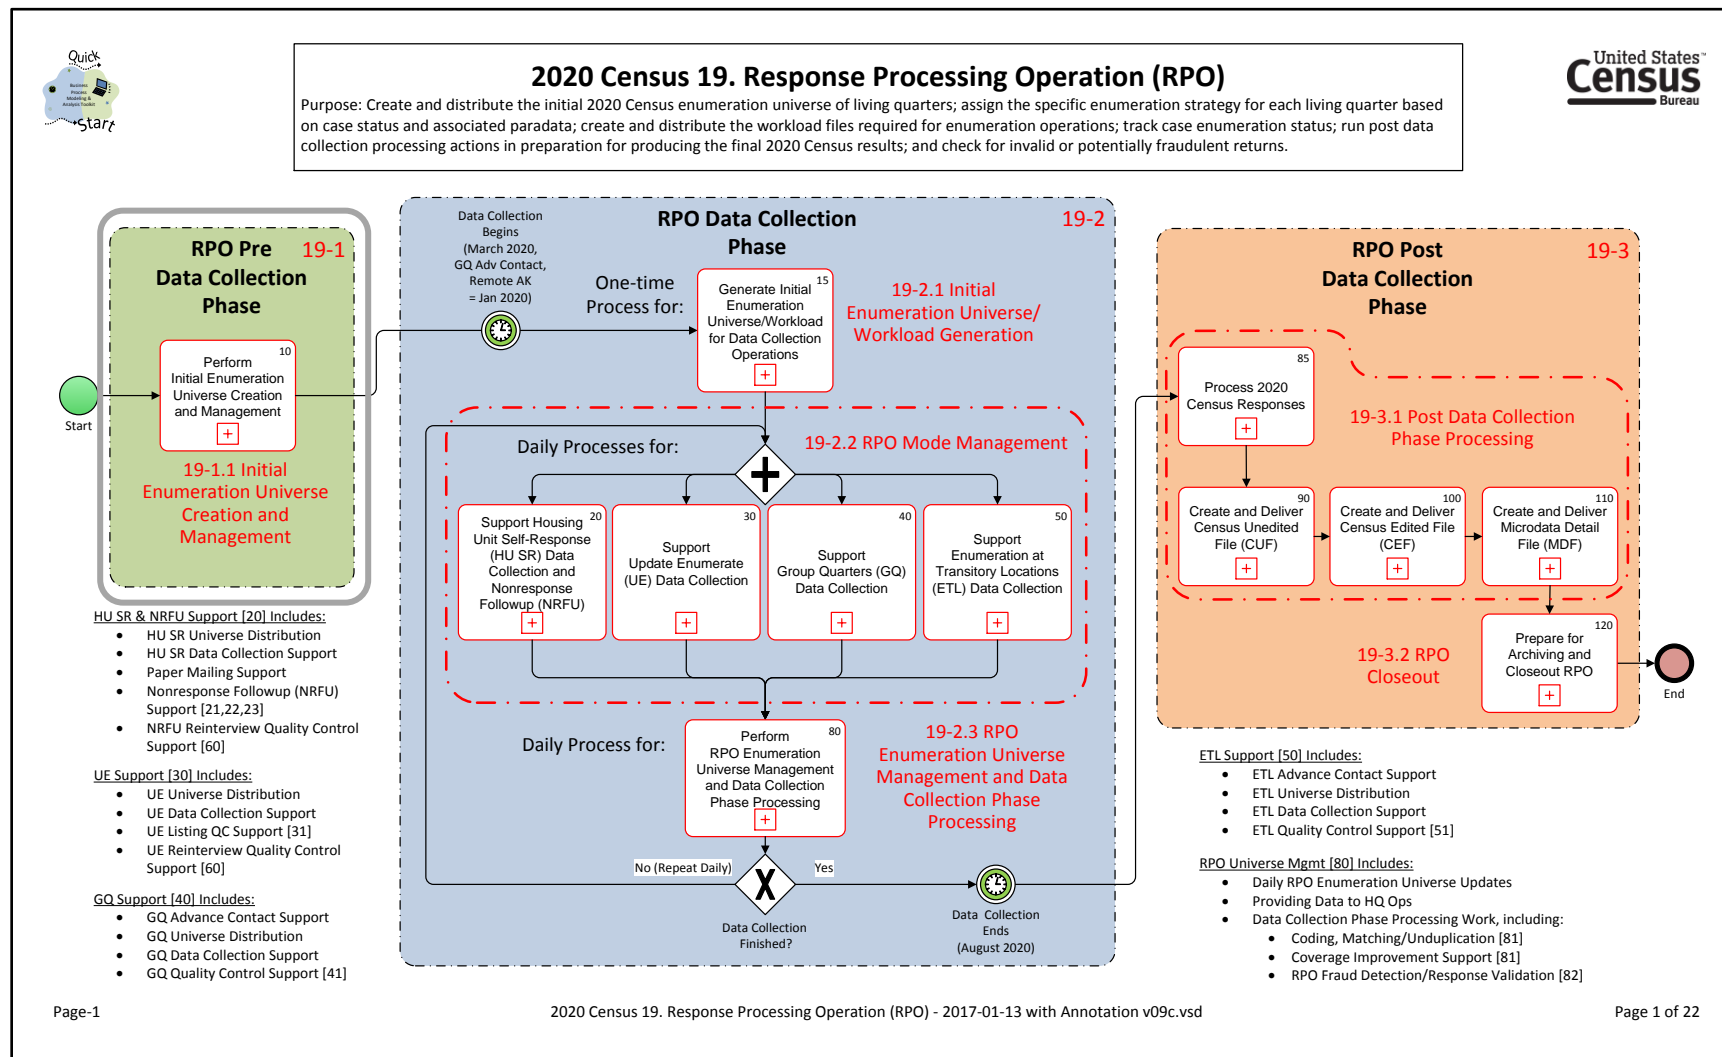 Quick
Business
Process
Modeling &
Analysis Toolkit
Start
2020 Census 19. Response Processing Operation (RPO)
Purpose: Create and distribute the initial 2020 Census enumeration universe of living quarters; assign the specific enumeration strategy for each living quarter based
on case status and associated paradata; create and distribute the workload files required for enumeration operations; track case enumeration status; run post data
collection processing actions in preparation for producing the final 2020 Census results; and check for invalid or potentially fraudulent returns.
United States™
Census
Bureau
RPO Pre
Data Collection
Phase
19-1
Start
10
Perform
Initial Enumeration
Universe Creation
and Management
19-1.1 Initial
Enumeration Universe
Creation and
Management
RPO Data Collection
Phase
19-2
Data Collection
Begins
(March 2020,
GQ Adv Contact,
Remote AK
= Jan 2020)
One-time
Process for:
15
Generate Initial
Enumeration
Universe/Workload
for Data Collection
Operations
19-2.1 Initial
Enumeration Universe/
Workload Generation
Daily Processes for:
19-2.2 RPO Mode Management
20
Support Housing
Unit Self-Response
(HU SR) Data
Collection and
Nonresponse
Followup (NRFU)
30
Support
Update Enumerate
(UE) Data Collection
40
Support
Group Quarters (GQ)
Data Collection
50
Support
Enumeration at
Transitory Locations
(ETL) Data Collection
Daily Process for:
80
Perform
RPO Enumeration
Universe Management
and Data Collection
Phase Processing
19-2.3 RPO
Enumeration Universe
Management and Data
Collection Phase
Processing
No (Repeat Daily)
X
Yes
Data Collection
Finished?
Data Collection
Ends
(August 2020)
RPO Post
Data Collection
Phase
19-3
85
Process 2020
Census Responses
19-3.1 Post Data Collection
Phase Processing
90
Create and Deliver
Census Unedited
File (CUF)
100
Create and Deliver
Census Edited File
(CEF)
110
Create and Deliver
Microdata Detail
File (MDF)
120
Prepare for
Archiving and
Closeout RPO
19-3.2 RPO
Closeout
End
HU SR & NRFU Support [20] Includes:
• HU SR Universe Distribution
• HU SR Data Collection Support
• Paper Mailing Support
• Nonresponse Followup (NRFU)
Support [21,22,23]
• NRFU Reinterview Quality Control
Support [60]
UE Support [30] Includes:
• UE Universe Distribution
• UE Data Collection Support
• UE Listing QC Support [31]
• UE Reinterview Quality Control
Support [60]
GQ Support [40] Includes:
• GQ Advance Contact Support
• GQ Universe Distribution
• GQ Data Collection Support
• GQ Quality Control Support [41]
ETL Support [50] Includes:
• ETL Advance Contact Support
• ETL Universe Distribution
• ETL Data Collection Support
• ETL Quality Control Support [51]
RPO Universe Mgmt [80] Includes:
• Daily RPO Enumeration Universe Updates
• Providing Data to HQ Ops
• Data Collection Phase Processing Work, including:
• Coding, Matching/Unduplication [81]
• Coverage Improvement Support [81]
• RPO Fraud Detection/Response Validation [82]
Page-1
2020 Census 19. Response Processing Operation (RPO) - 2017-01-13 with Annotation v09c.vsd
Page 1 of 22